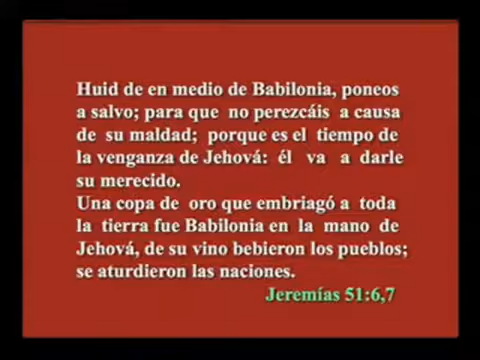 Huid de en medio de Babilonia, poneos
a salvo; para que no perezcáis a causa
de su maldad; porque es el tiempo de
la venganza de Jehová: él va a darle
su merecido.
Una copa de oro que embriagó a toda
la tierra fue Babilonia en la mano de
Jehová, de su vino bebieron los pueblos;
se aturdieron las naciones.
Jeremías 51:6,7